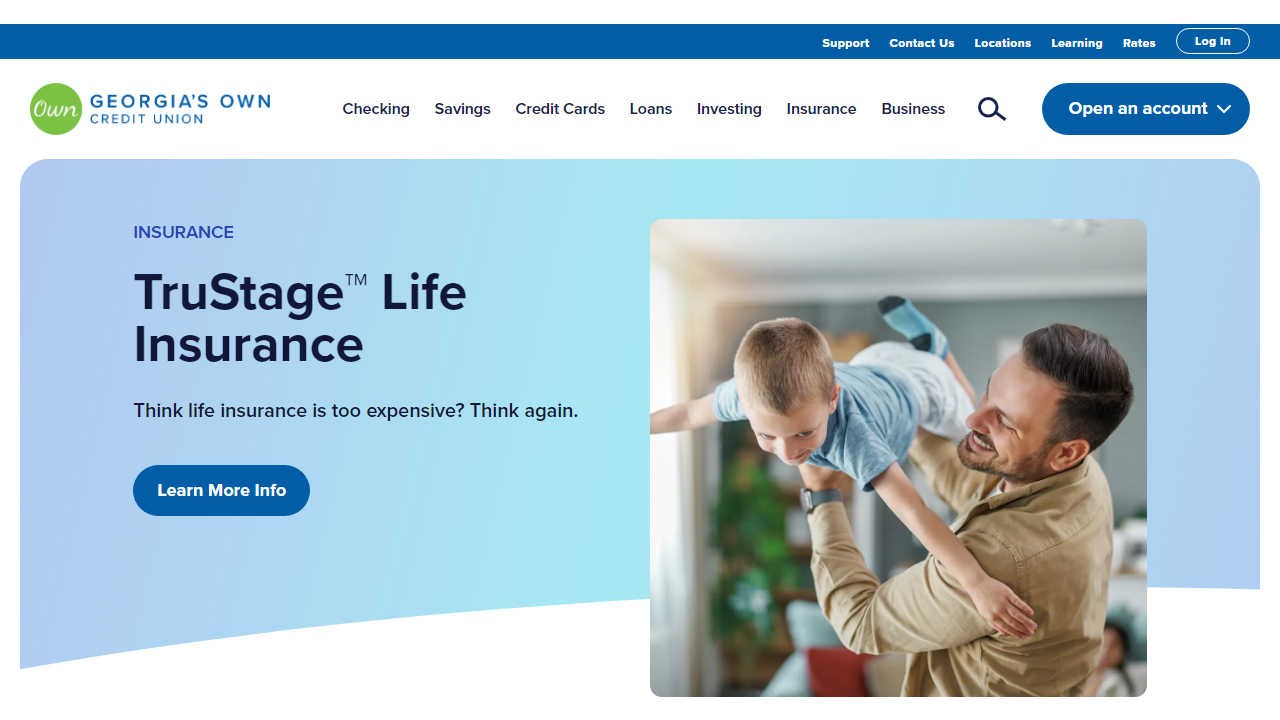 Support Contact Us Locations Learning Rates Log In
Own GEORGIA'S OWN
CREDIT UNION
Checking Savings Credit Cards Loans Investing Insurance Business Open an account
INSURANCE
TruStage™ Life
Insurance
Think life insurance is too expensive? Think again.
Learn More Info